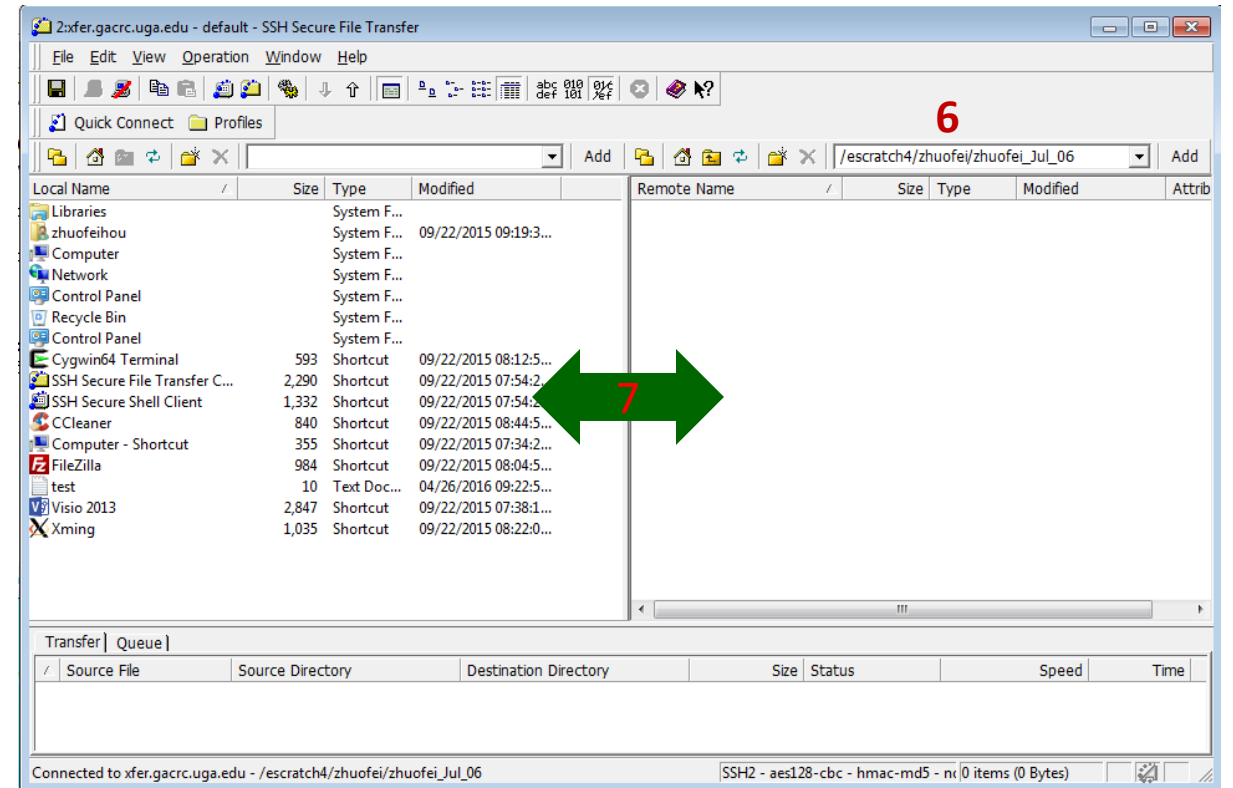 2:xfer.gacrc.uga.edu - default - SSH Secure File Transfer
File Edit View Operation Window Help
abc def 010 101
Quick Connect Profiles
6
Add /escratch4/zhuofei/zhuofei_Jul_06 Add
Local Name / Size Type Modified
Remote Name / Size Type Modified Attrib
Libraries System F...
zhuofeihou System F... 09/22/2015 09:19:3...
Computer System F...
Network System F...
Control Panel System F...
Recycle Bin System F...
Control Panel System F...
Cygwin64 Terminal 593 Shortcut 09/22/2015 08:12:5...
SSH Secure File Transfer C... 2,290 Shortcut 09/22/2015 07:54:2...
SSH Secure Shell Client 1,332 Shortcut 09/22/2015 07:54:2
7
CCleaner 840 Shortcut 09/22/2015 08:44:5...
Computer - Shortcut 355 Shortcut 09/22/2015 07:34:2...
FileZilla 984 Shortcut 09/22/2015 08:04:5...
test 10 Text Doc... 04/26/2016 09:22:5...
Visio 2013 2,847 Shortcut 09/22/2015 07:38:1...
Xming 1,035 Shortcut 09/22/2015 08:22:0...
Transfer Queue
/ Source File Source Directory Destination Directory Size Status Speed Time
Connected to xfer.gacrc.uga.edu - /escratch4/zhuofei/zhuofei_Jul_06 SSH2 - aes128-cbc - hmac-md5 - 0 items (0 Bytes)